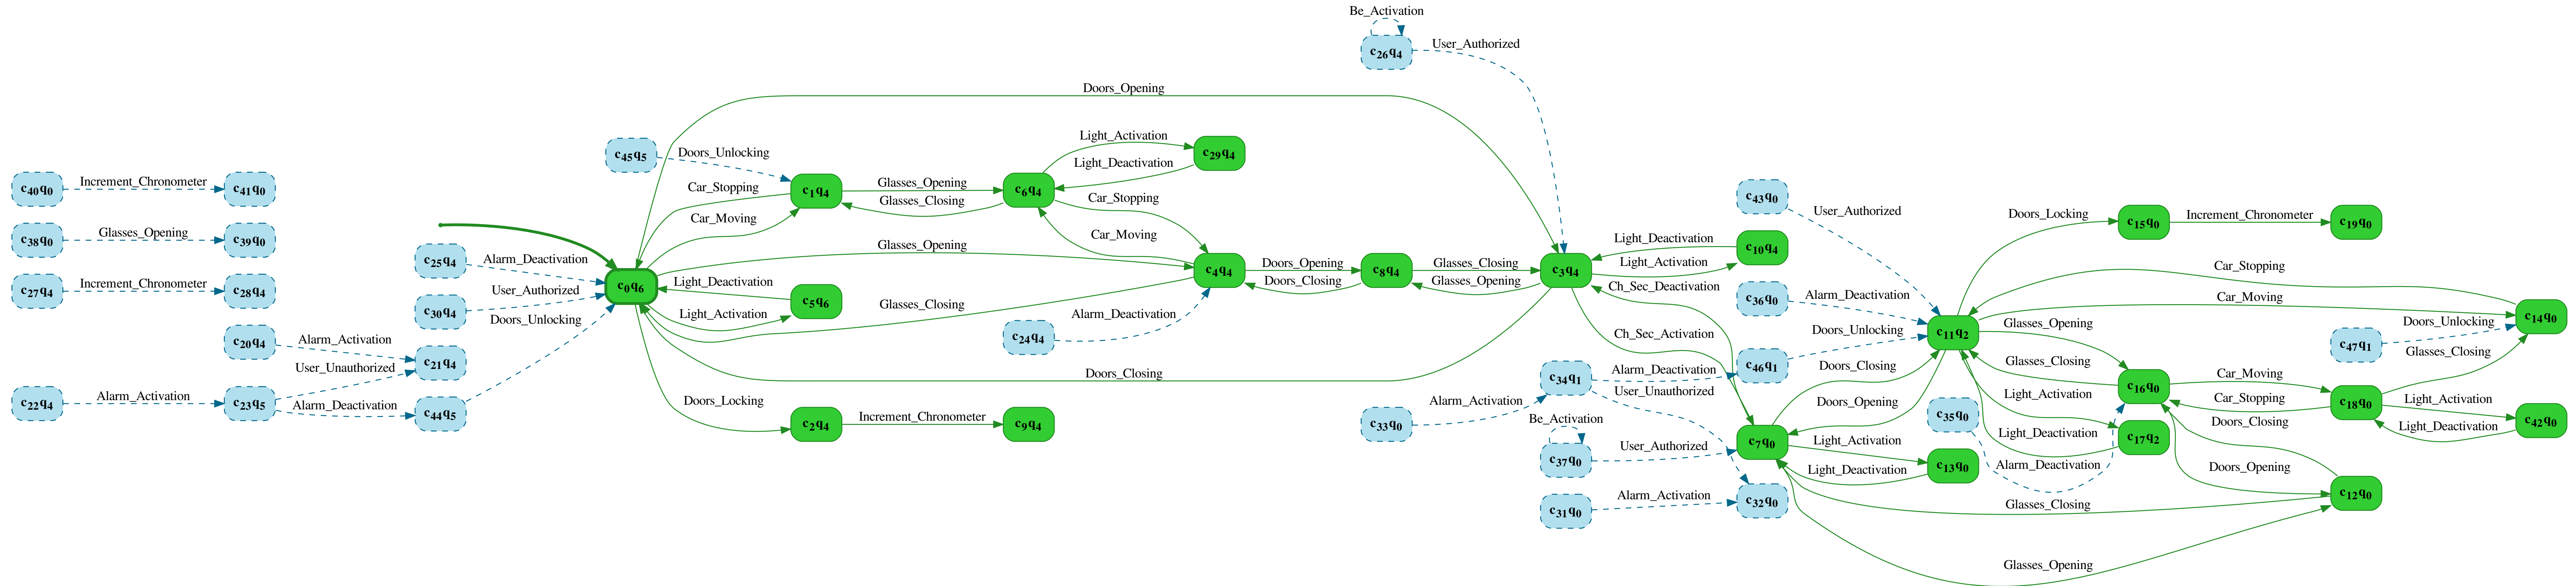 Be_Activation
c26q4
User_Authorized
Doors_Opening
Light_Activation
c45q5
Doors_Unlocking
c29q4
Light_Deactivation
c40q0
Increment_Chronometer
c41q0
Car_Stopping
c1q4
Glasses_Opening
c6q4
Glasses_Closing
Car_Stopping
c43q0
User_Authorized
Doors_Locking
c15q0
Increment_Chronometer
c19q0
Car_Moving
c38q0
Glasses_Opening
c39q0
Car_Moving
Glasses_Opening
Light_Deactivation
c10q4
Light_Activation
c25q4
Alarm_Deactivation
c4q4
Doors_Opening
Doors_Closing
c8q4
Glasses_Closing
Glasses_Opening
c3q4
Car_Stopping
c27q4
Increment_Chronometer
c28q4
User_Authorized
c0q6
Light_Deactivation
c5q6
Light_Activation
Glasses_Closing
Ch_Sec_Deactivation
c36q0
Alarm_Deactivation
Car_Moving
c30q4
Doors_Unlocking
Alarm_Deactivation
c24q4
Ch_Sec_Activation
Doors_Unlocking
c11q2
Glasses_Opening
c14q0
Doors_Unlocking
c47q1
c20q4
Alarm_Activation
c21q4
User_Unauthorized
Doors_Closing
c34q1
Alarm_Deactivation
User_Unauthorized
c46q1
Doors_Closing
Glasses_Closing
Glasses_Closing
c16q0
Car_Moving
Car_Stopping
c18q0
Light_Activation
Light_Deactivation
c42q0
c22q4
Alarm_Activation
c23q5
Alarm_Deactivation
c44q5
Doors_Locking
c2q4
Increment_Chronometer
c9q4
c33q0
Alarm_Activation
Doors_Opening
Light_Activation
c35q0
Be_Activation
c37q0
User_Authorized
c7q0
Light_Activation
Light_Deactivation
c13q0
Light_Deactivation
c17q2
Alarm_Deactivation
Doors_Closing
Doors_Opening
c12q0
c31q0
Alarm_Activation
c32q0
Glasses_Closing
Glasses_Opening